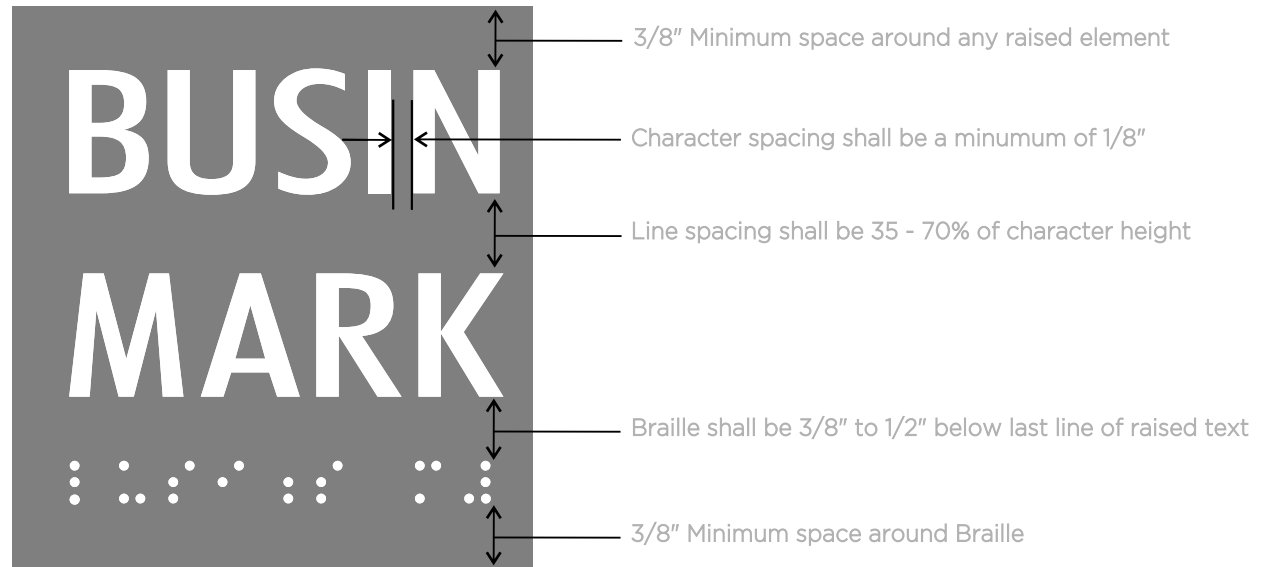 BUSIN
MARK
⠇⠥⠎⠊⠰⠎⠀⠍⠼
3/8" Minimum space around any raised element
Character spacing shall be a minumum of 1/8"
Line spacing shall be 35 - 70% of character height
Braille shall be 3/8" to 1/2" below last line of raised text
3/8" Minimum space around Braille